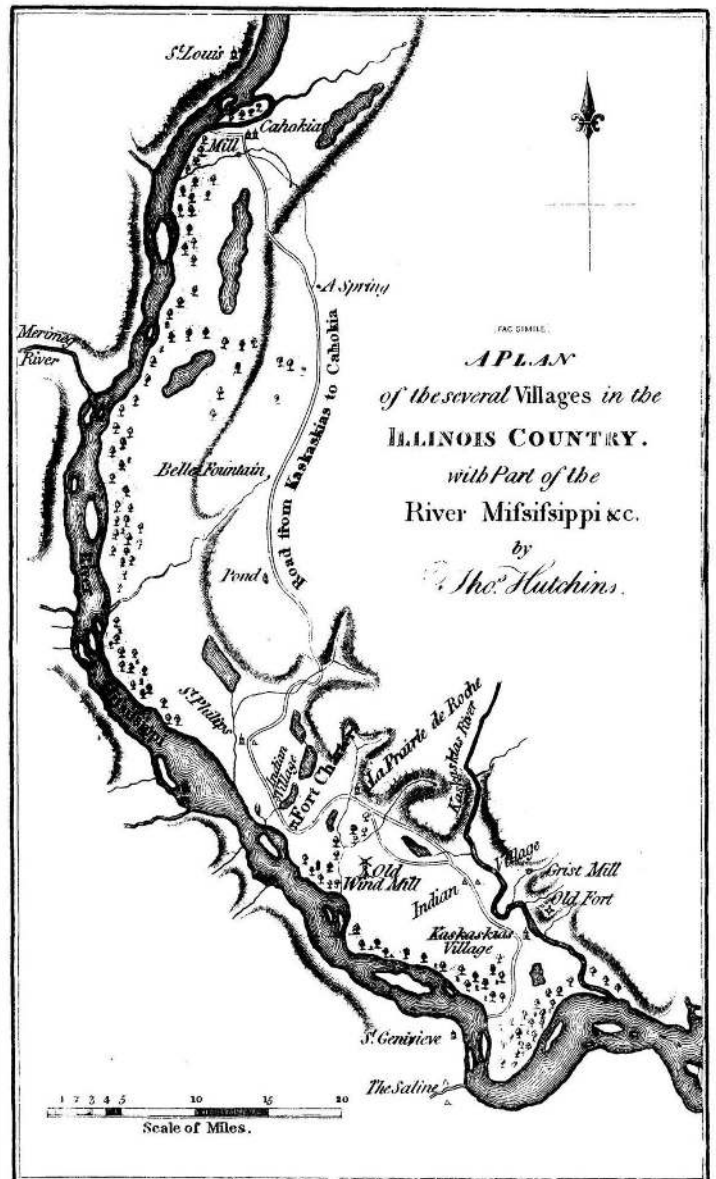 St. Louis
Cahokia
Mill
A Spring
Merimeg
River
FAC SIMILE
A PLAN
of the several Villages in the
ILLINOIS COUNTRY.
with Part of the
River Mifsifsippi &c.
by
Thos. Hutchins.
Road from Kaskaskias to Cahokia
Belle Fountain
Pond
St. Philips
Indian
Village
Fort
La Prairie de Roche
Kaskaskias River
Old
Wind Mill
Indian Village
Grist Mill
Old Fort
Kaskaskias
Village
St. Genivieve
The Saline
1 2 3 4 5 10 15 20
Scale of Miles.